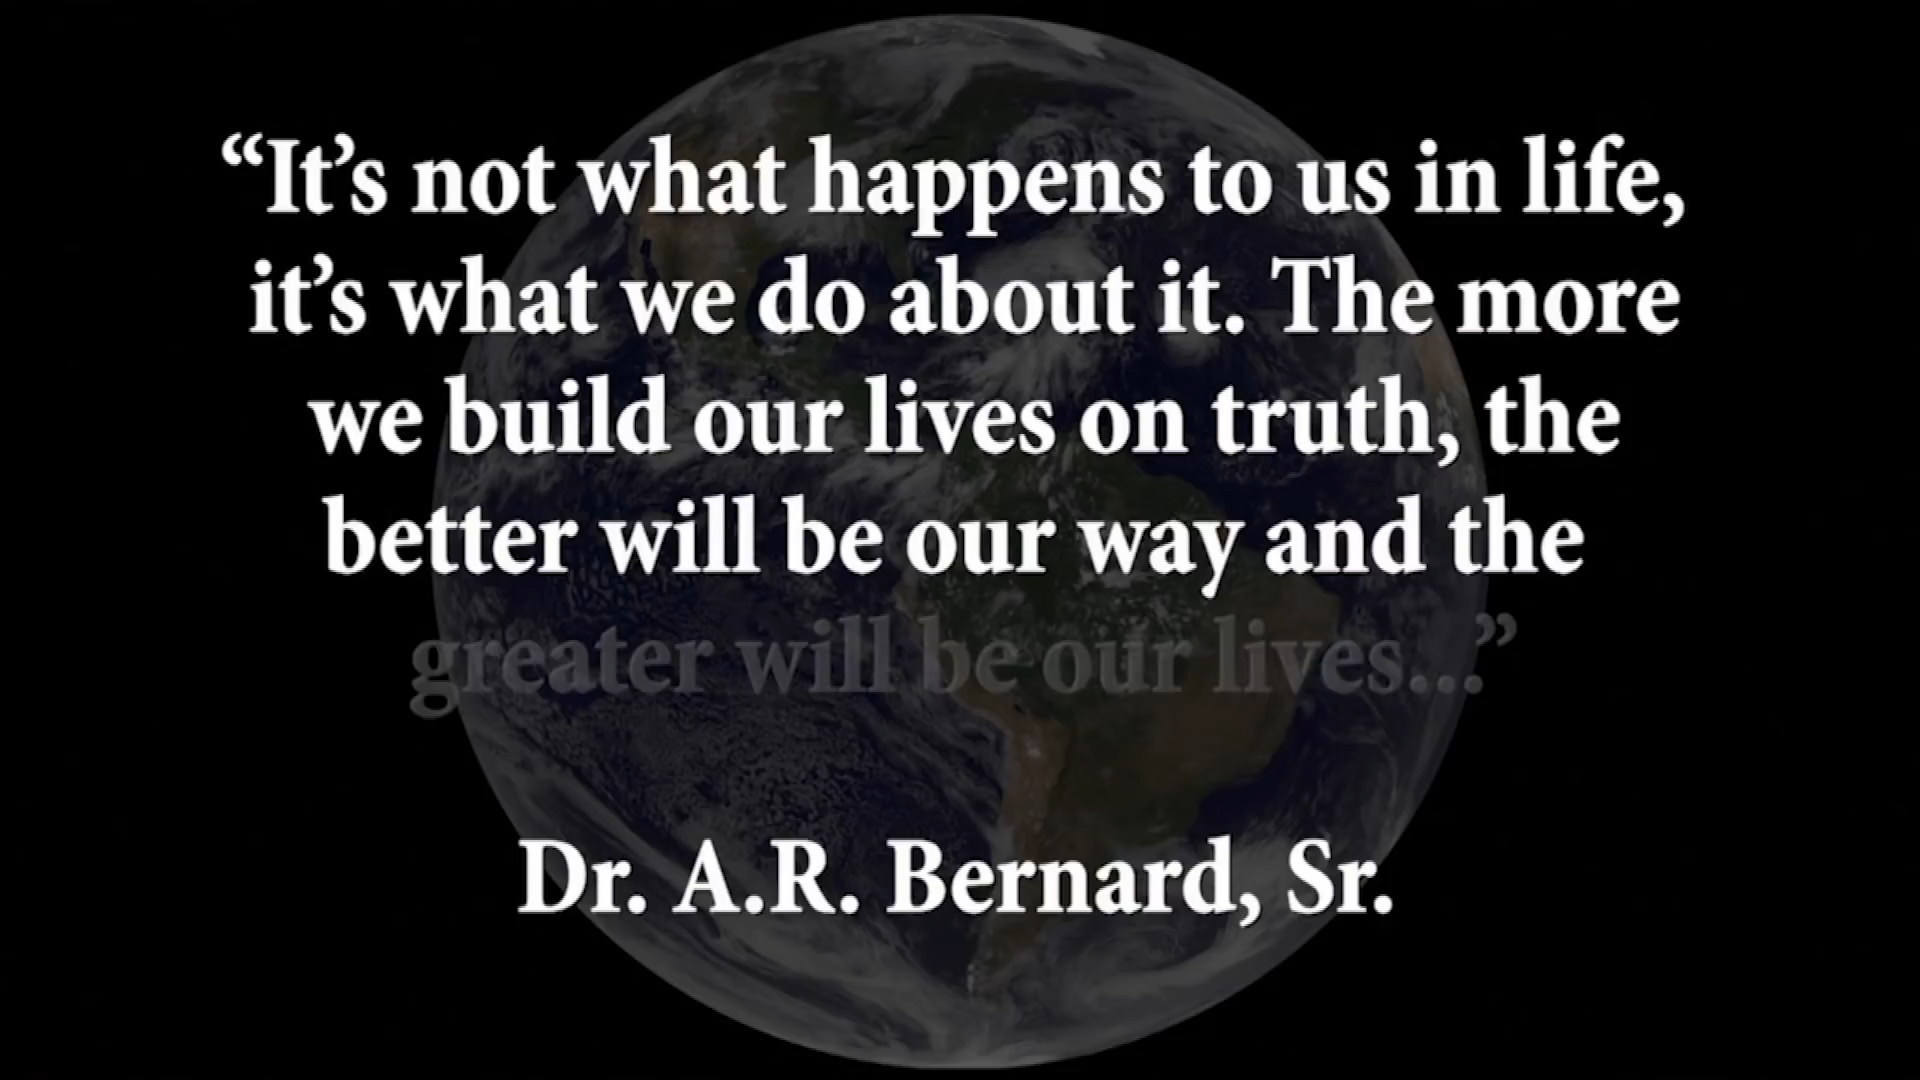 “It’s not what happens to us in life,
it’s what we do about it. The more
we build our lives on truth, the
better will be our way and the
greater will be our lives...”
Dr. A.R. Bernard, Sr.